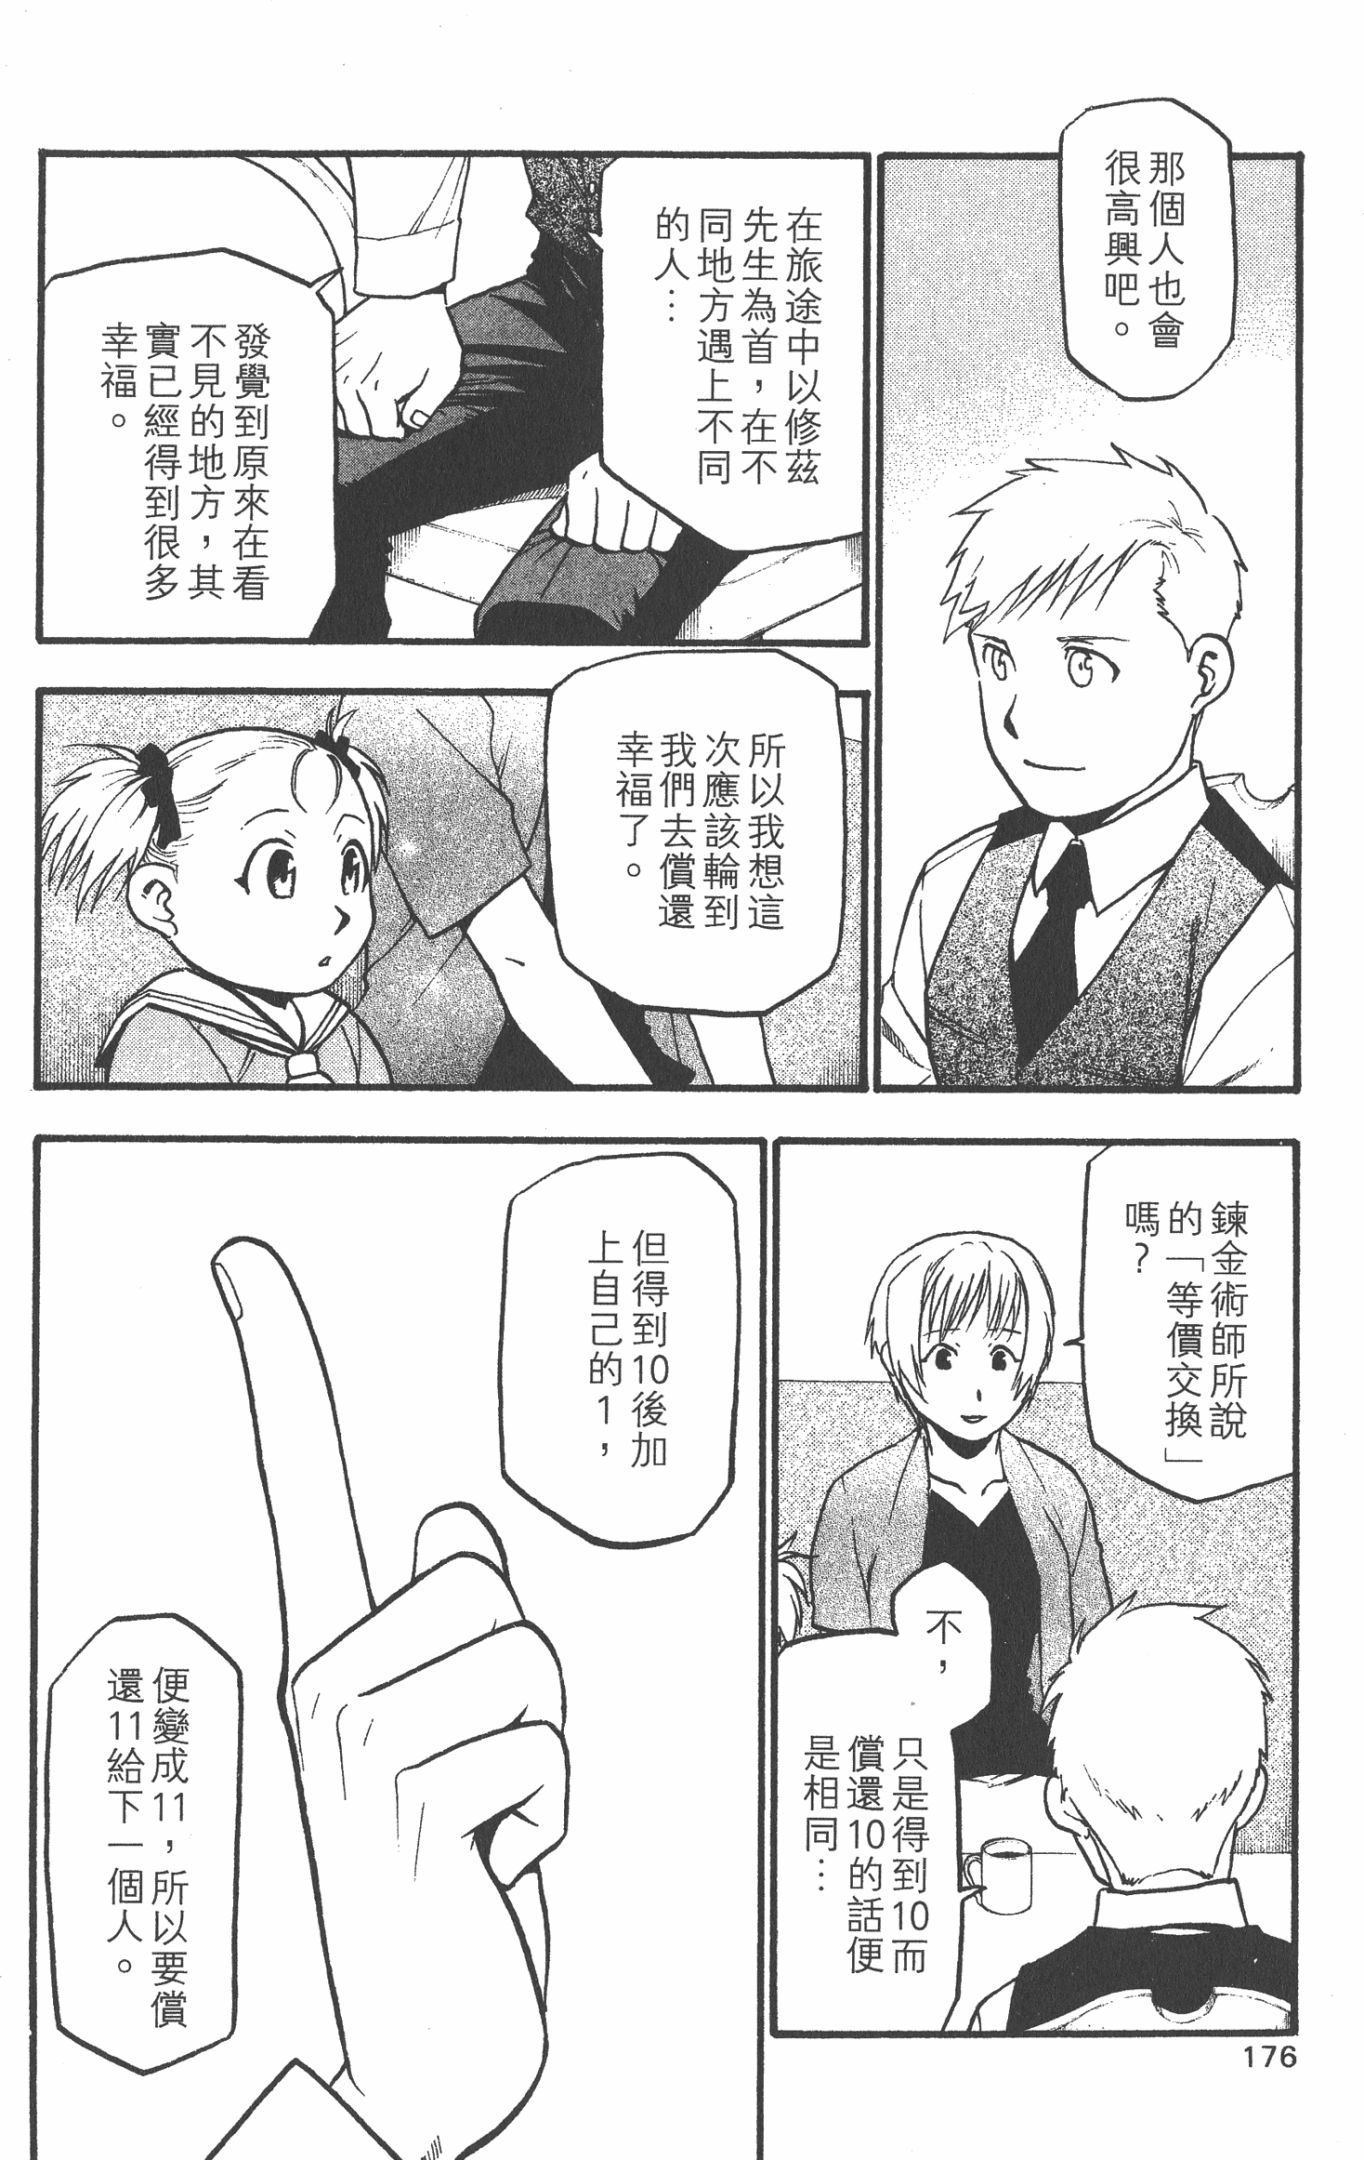 那個人也會
很高興吧。
在旅途中以修茲
先生為首，在不
同地方遇上不同
的人…
發覺到原來在看
不見的地方，其
實已經得到很多
幸福。
所以我想這
次應該輪到
我們去償還
幸福了。
鍊金術師所說
的「等價交換」
嗎？
不，
只是得到10而
償還10的話便
是相同…
但得到10後加
上自己的1，
便變成11，所以要償
還11給下一個人。
176